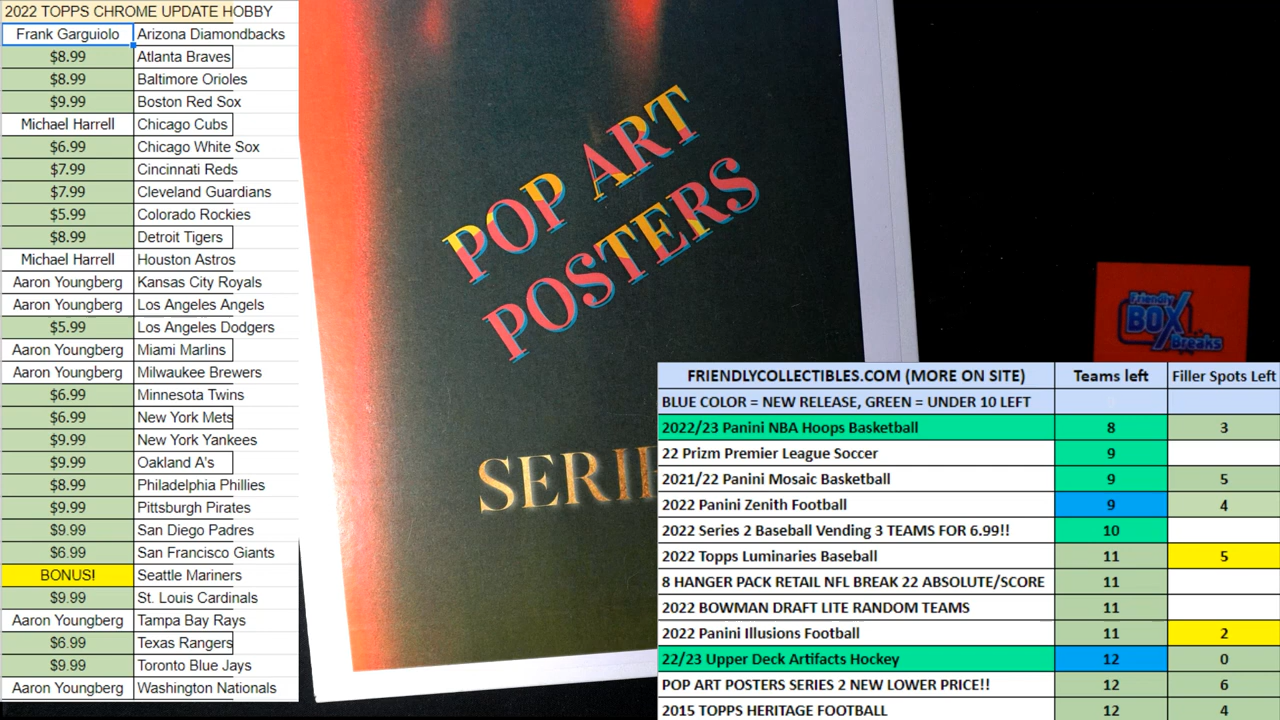 2022 TOPPS CHROME UPDATE HOBBY
Frank Garguiolo Arizona Diamondbacks
$8.99 Atlanta Braves
$8.99 Baltimore Orioles
$9.99 Boston Red Sox
Michael Harrell Chicago Cubs
$6.99 Chicago White Sox
$7.99 Cincinnati Reds
$7.99 Cleveland Guardians
$5.99 Colorado Rockies
$8.99 Detroit Tigers
Michael Harrell Houston Astros
Aaron Youngberg Kansas City Royals
Aaron Youngberg Los Angeles Angels
$5.99 Los Angeles Dodgers
Aaron Youngberg Miami Marlins
Aaron Youngberg Milwaukee Brewers
$6.99 Minnesota Twins
$6.99 New York Mets
$9.99 New York Yankees
$9.99 Oakland A's
$8.99 Philadelphia Phillies
$9.99 Pittsburgh Pirates
$9.99 San Diego Padres
$6.99 San Francisco Giants
BONUS! Seattle Mariners
$9.99 St. Louis Cardinals
Aaron Youngberg Tampa Bay Rays
$6.99 Texas Rangers
$9.99 Toronto Blue Jays
Aaron Youngberg Washington Nationals
POP ART
POSTERS
SERIE
Friendly
BOX
Breaks
FRIENDLYCOLLECTIBLES.COM (MORE ON SITE) Teams left Filler Spots Left
BLUE COLOR = NEW RELEASE, GREEN = UNDER 10 LEFT
2022/23 Panini NBA Hoops Basketball 8 3
22 Prizm Premier League Soccer 9
2021/22 Panini Mosaic Basketball 9 5
2022 Panini Zenith Football 9 4
2022 Series 2 Baseball Vending 3 TEAMS FOR 6.99!! 10
2022 Topps Luminaries Baseball 11 5
8 HANGER PACK RETAIL NFL BREAK 22 ABSOLUTE/SCORE 11
2022 BOWMAN DRAFT LITE RANDOM TEAMS 11
2022 Panini Illusions Football 11 2
22/23 Upper Deck Artifacts Hockey 12 0
POP ART POSTERS SERIES 2 NEW LOWER PRICE!! 12 6
2015 TOPPS HERITAGE FOOTBALL 12 4